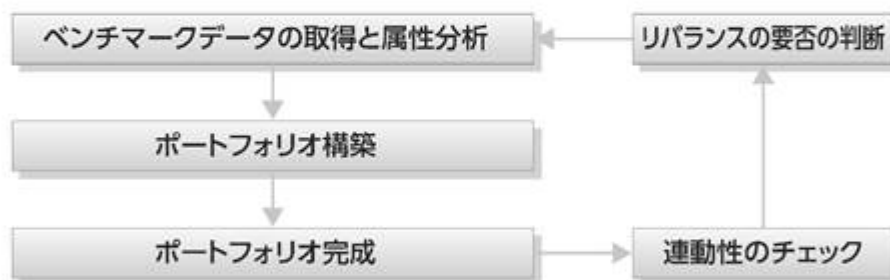 ベンチマークデータの取得と属性分析
リバランスの要否の判断
ポートフォリオ構築
ポートフォリオ完成
連動性のチェック